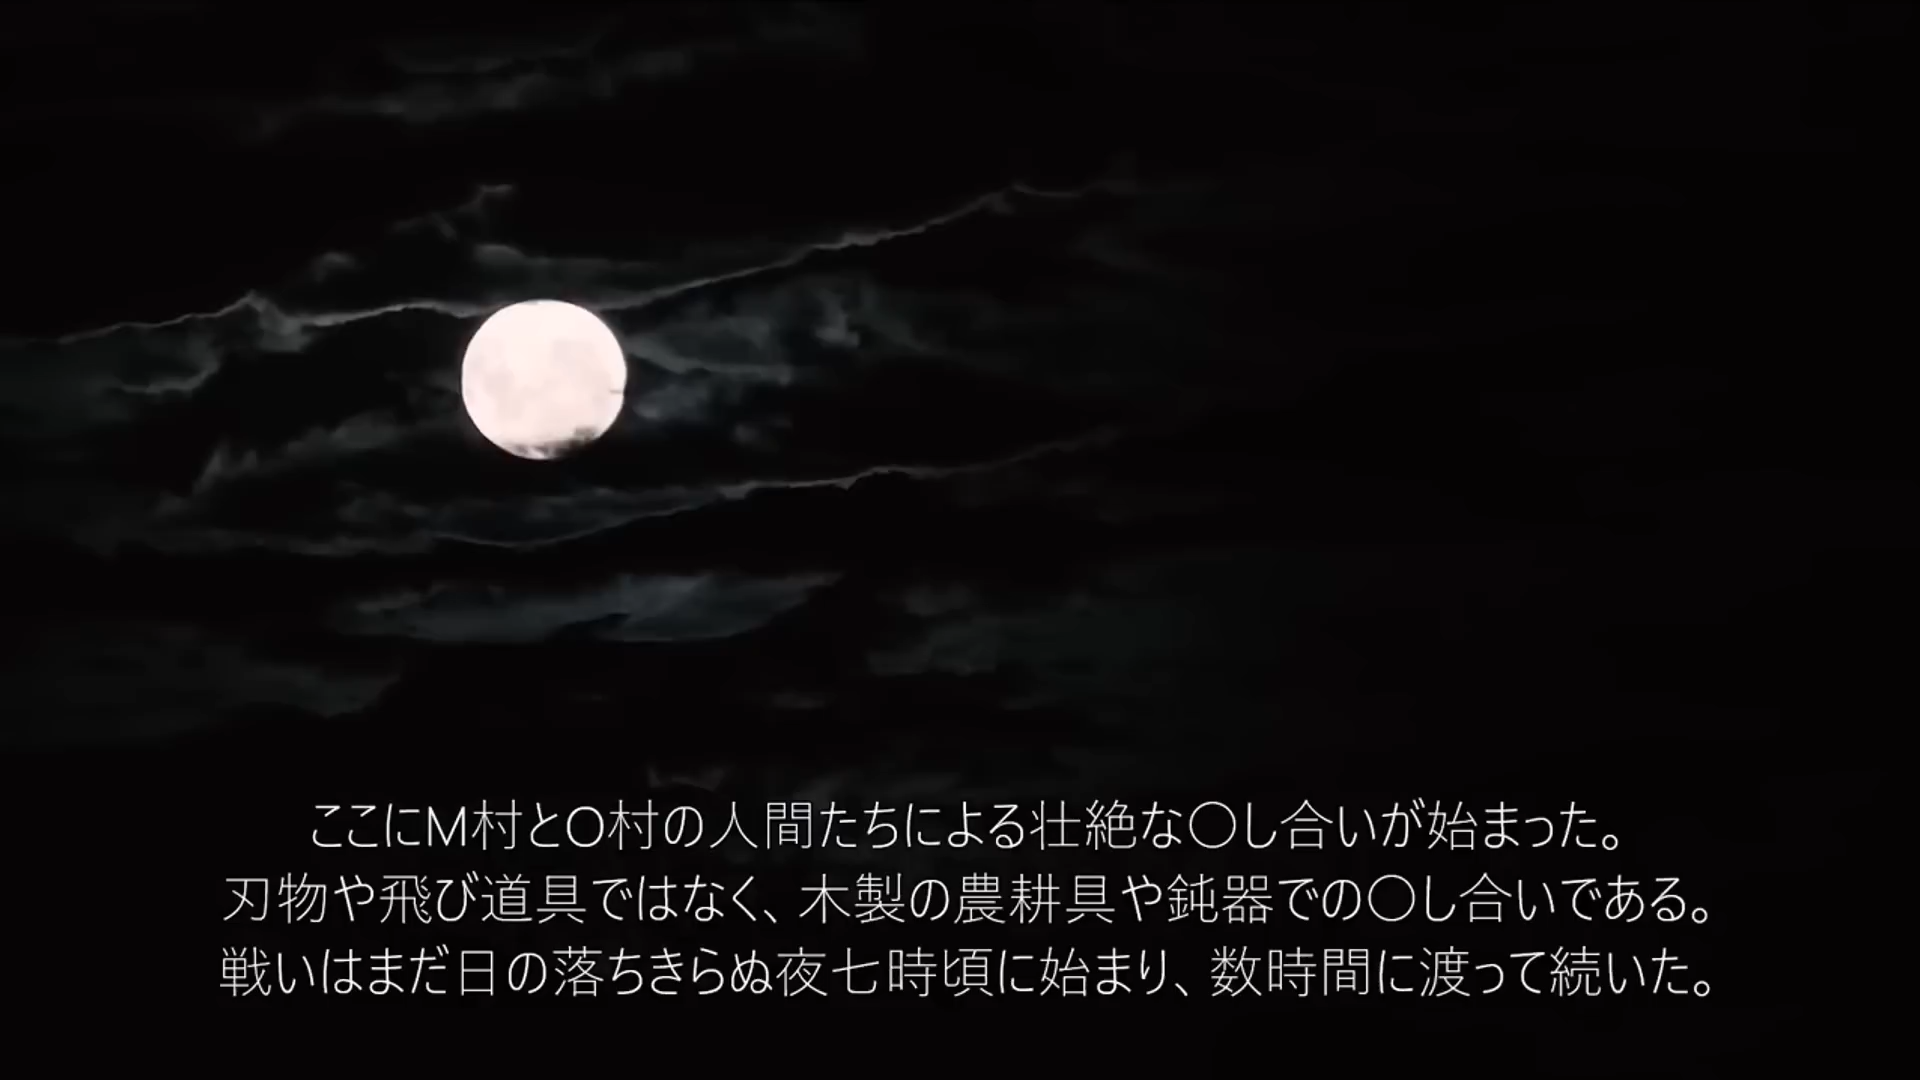 ここにM村とO村の人間たちによる壮絶な〇し合いが始まった。
刃物や飛び道具ではなく、木製の農耕具や鈍器での〇し合いである。
戦いはまだ日の落ちきらぬ夜七時頃に始まり、数時間に渡って続いた。